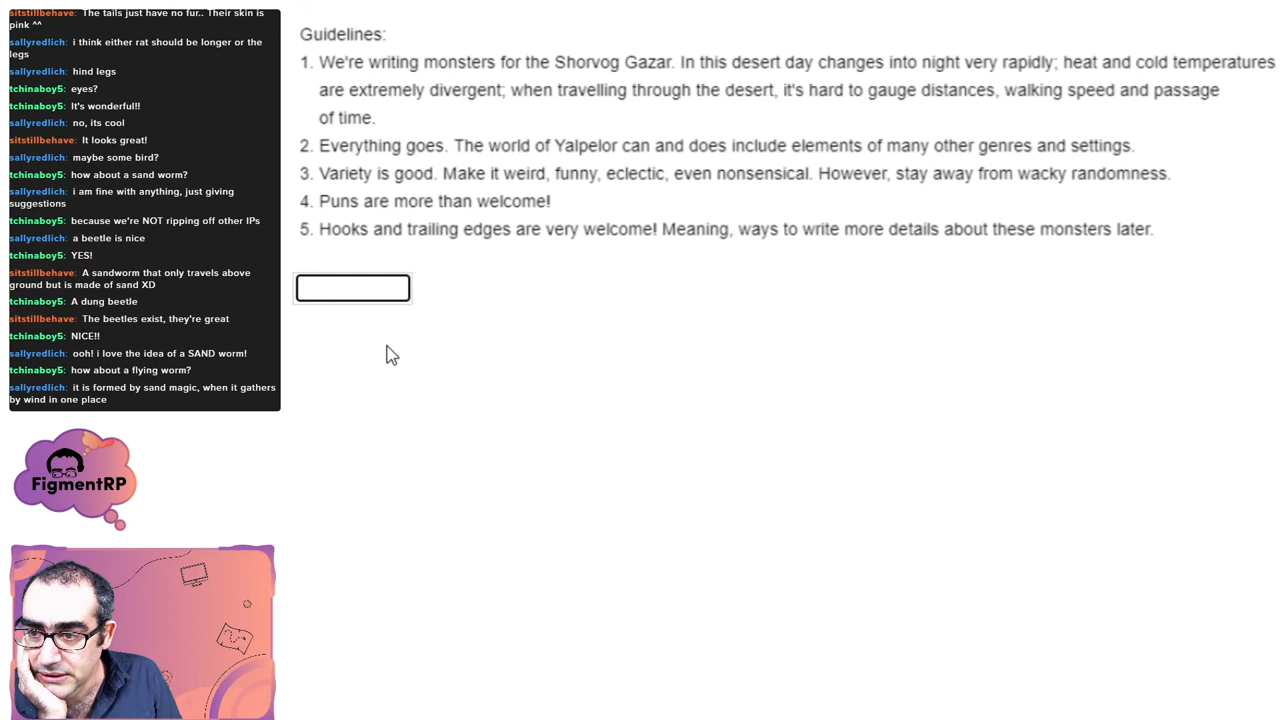 sitstillbehave: The tails just have no fur.. Their skin is
pink ^^
sallyredlich: i think either rat should be longer or the
legs
sallyredlich: hind legs
tchinaboy5: eyes?
tchinaboy5: It's wonderful!!
sallyredlich: no, its cool
sitstillbehave: It looks great!
sallyredlich: maybe some bird?
tchinaboy5: how about a sand worm?
sallyredlich: i am fine with anything, just giving
suggestions
tchinaboy5: because we're NOT ripping off other IPs
sallyredlich: a beetle is nice
tchinaboy5: YES!
sitstillbehave: A sandworm that only travels above
ground but is made of sand XD
tchinaboy5: A dung beetle
sitstillbehave: The beetles exist, they're great
tchinaboy5: NICE!!
sallyredlich: ooh! i love the idea of a SAND worm!
tchinaboy5: how about a flying worm?
sallyredlich: it is formed by sand magic, when it gathers
by wind in one place
FigmentRP
Guidelines:
1. We're writing monsters for the Shorvog Gazar. In this desert day changes into night very rapidly; heat and cold temperatures
are extremely divergent; when travelling through the desert, it's hard to gauge distances, walking speed and passage
of time.
2. Everything goes. The world of Yalpelor can and does include elements of many other genres and settings.
3. Variety is good. Make it weird, funny, eclectic, even nonsensical. However, stay away from wacky randomness.
4. Puns are more than welcome!
5. Hooks and trailing edges are very welcome! Meaning, ways to write more details about these monsters later.